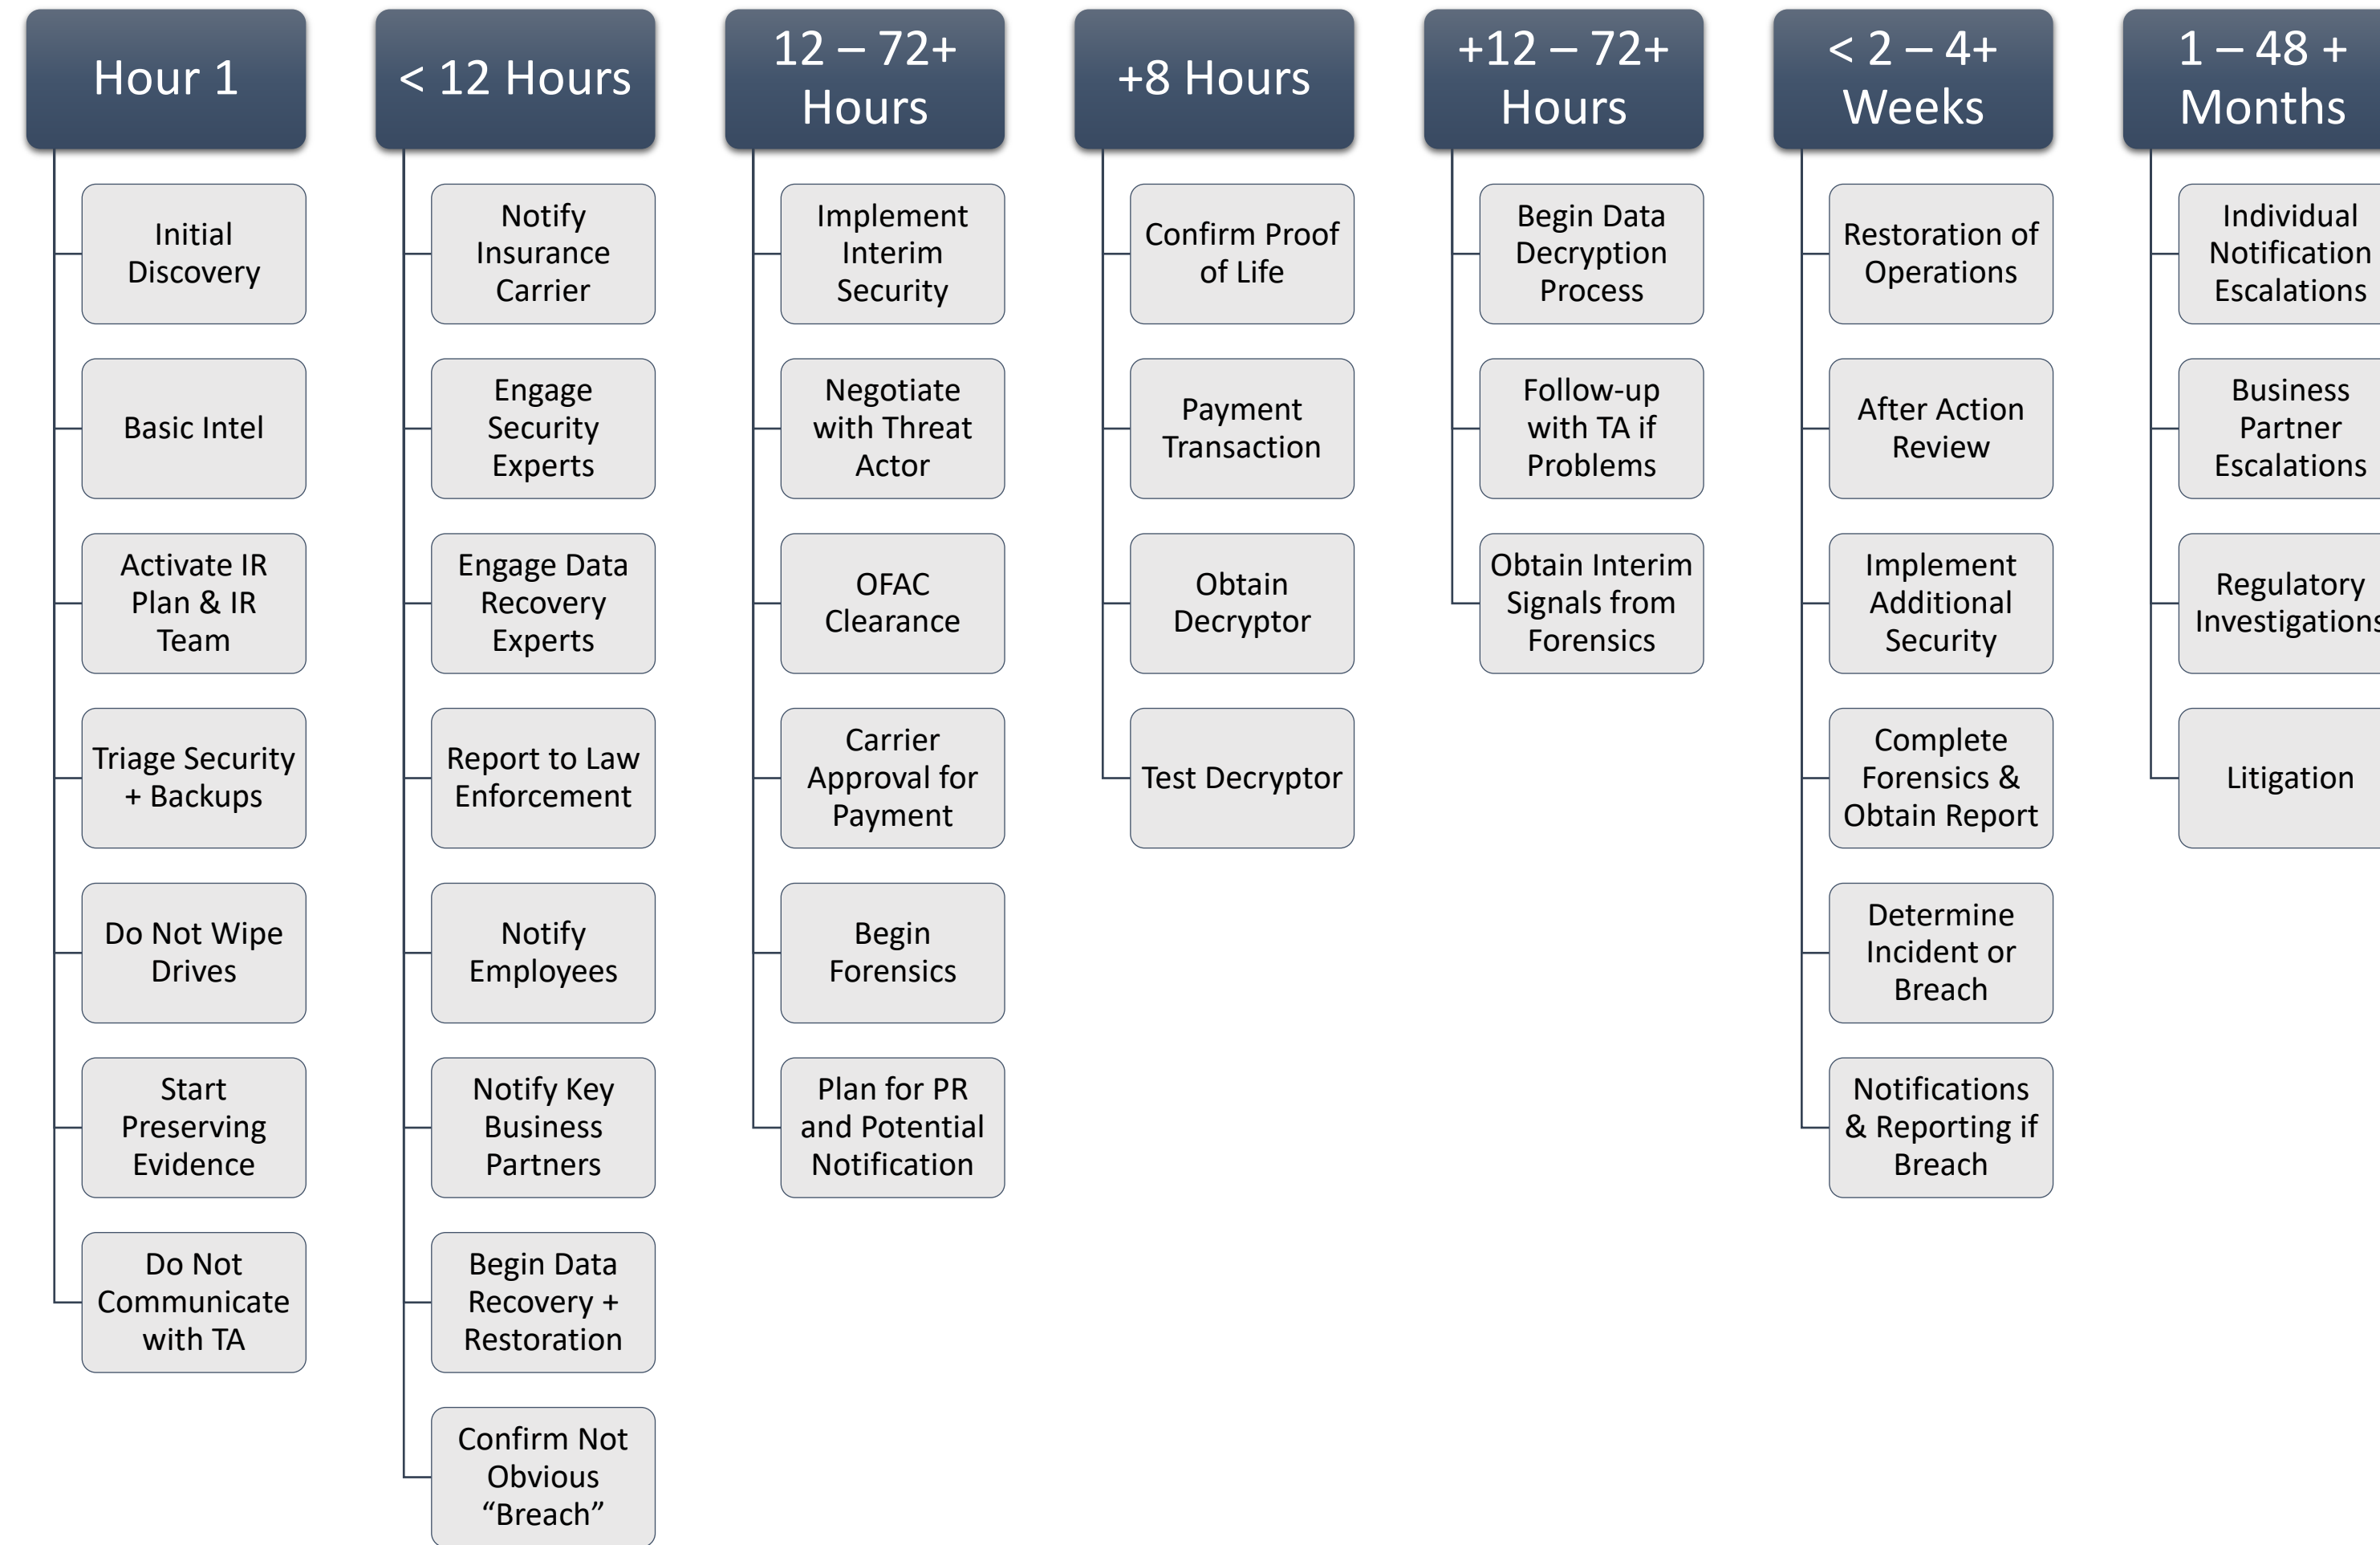 Hour 1
Initial
Discovery
Basic Intel
Activate IR
Plan & IR
Team
Triage Security
+ Backups
Do Not Wipe
Drives
Start
Preserving
Evidence
Do Not
Communicate
with TA
< 12 Hours
Notify
Insurance
Carrier
Engage
Security
Experts
Engage Data
Recovery
Experts
Report to Law
Enforcement
Notify
Employees
Notify Key
Business
Partners
Begin Data
Recovery +
Restoration
Confirm Not
Obvious
“Breach”
12 – 72+
Hours
Implement
Interim
Security
Negotiate
with Threat
Actor
OFAC
Clearance
Carrier
Approval for
Payment
Begin
Forensics
Plan for PR
and Potential
Notification
+8 Hours
Confirm Proof
of Life
Payment
Transaction
Obtain
Decryptor
Test Decryptor
+12 – 72+
Hours
Begin Data
Decryption
Process
Follow-up
with TA if
Problems
Obtain Interim
Signals from
Forensics
< 2 – 4+
Weeks
Restoration of
Operations
After Action
Review
Implement
Additional
Security
Complete
Forensics &
Obtain Report
Determine
Incident or
Breach
Notifications
& Reporting if
Breach
1 – 48 +
Months
Individual
Notification
Escalations
Business
Partner
Escalations
Regulatory
Investigations
Litigation